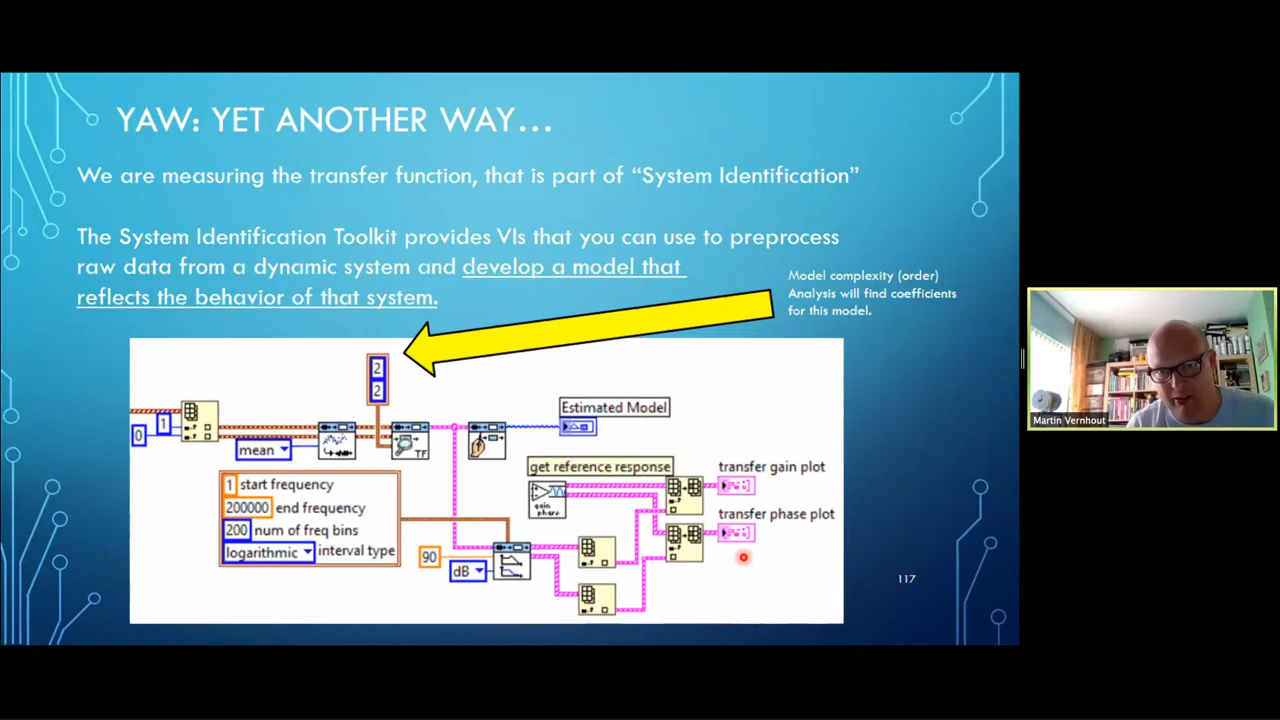 YAW: YET ANOTHER WAY...
We are measuring the transfer function, that is part of “System Identification”
The System Identification Toolkit provides VIs that you can use to preprocess
raw data from a dynamic system and develop a model that
reflects the behavior of that system.
Model complexity (order)
Analysis will find coefficients
for this model.
2
2
0
1
mean
TF
Estimated Model
get reference response
gain
phase
transfer gain plot
transfer phase plot
1 start frequency
200000 end frequency
200 num of freq bins
logarithmic interval type
90
dB
117
Martin Vernhout